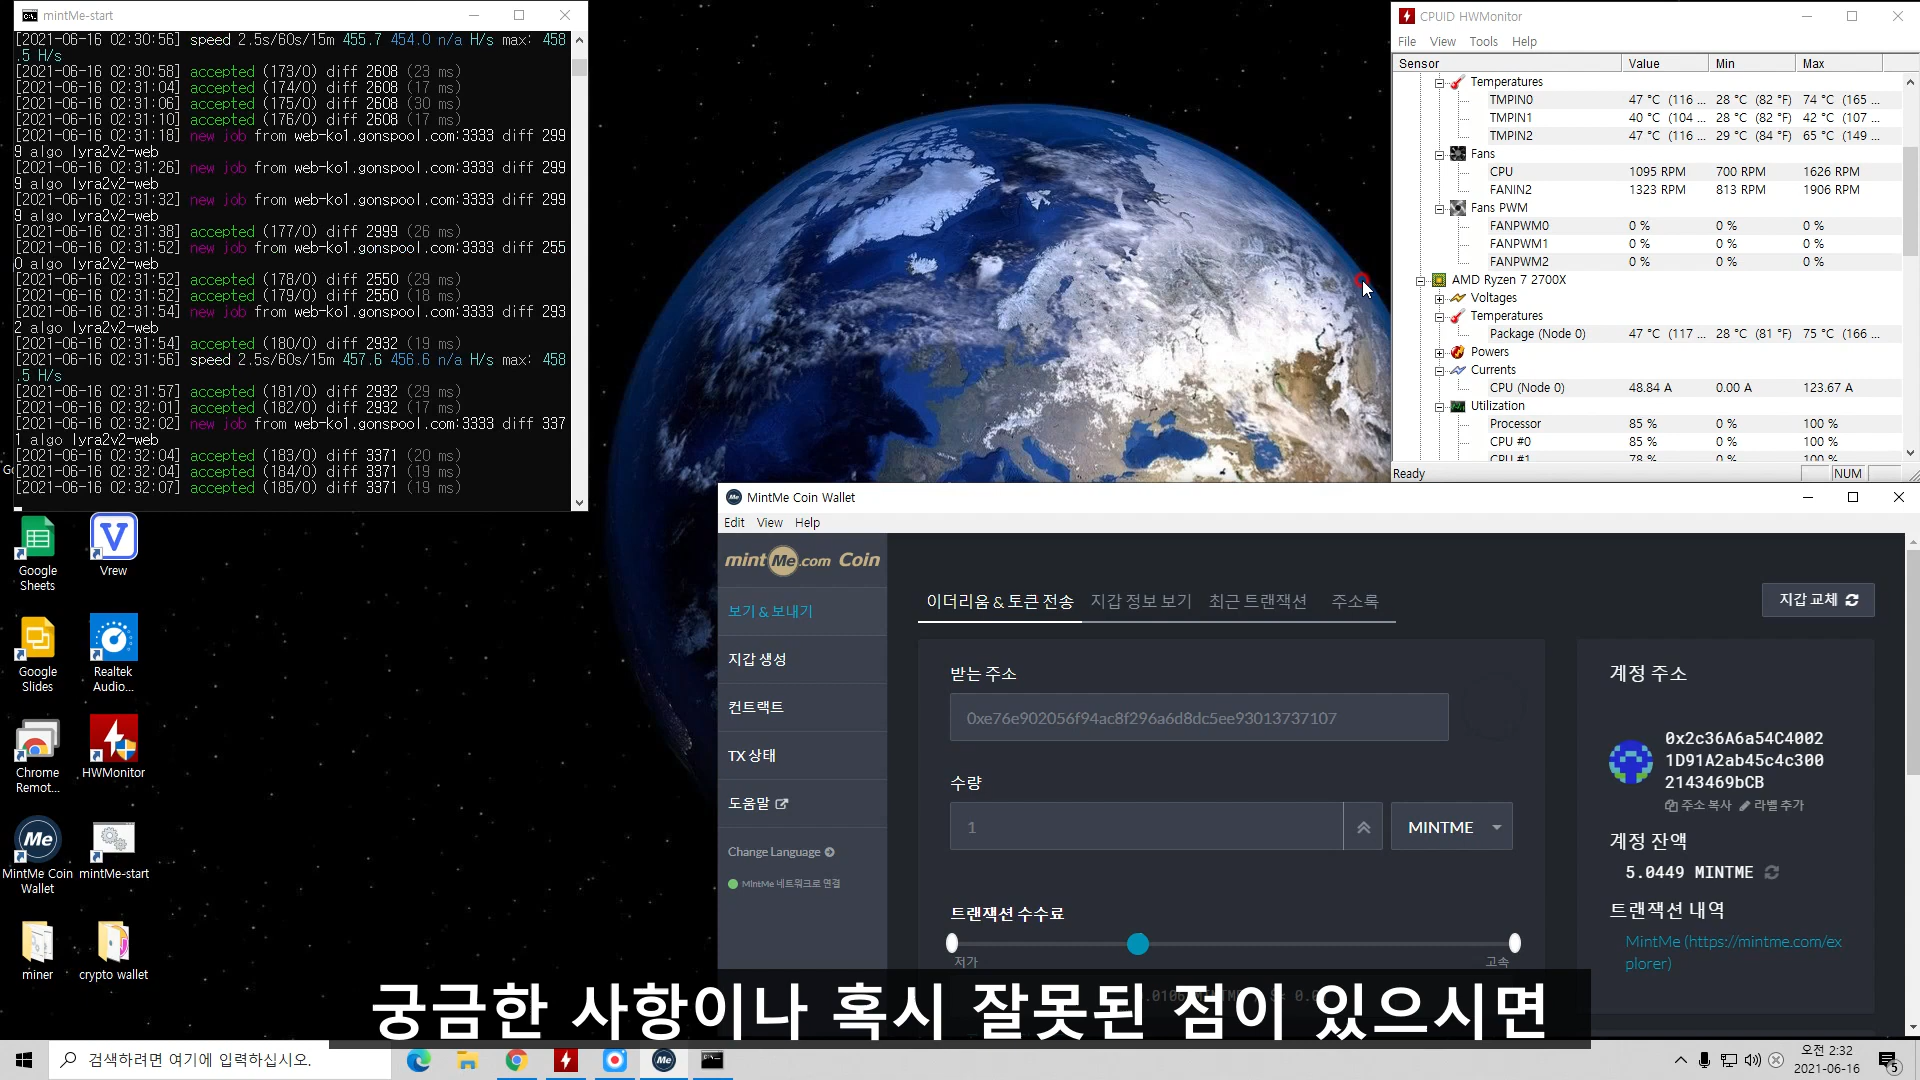 mintMe-start
[2021-06-16 02:30:56] speed 2.5s/60s/15m 455.7 454.0 n/a H/s max: 458
.5 H/s
[2021-06-16 02:30:58] accepted (173/0) diff 2608 (23 ms)
[2021-06-16 02:31:04] accepted (174/0) diff 2608 (17 ms)
[2021-06-16 02:31:06] accepted (175/0) diff 2608 (30 ms)
[2021-06-16 02:31:10] accepted (176/0) diff 2608 (17 ms)
[2021-06-16 02:31:18] new job from web-ko1.gonspool.com:3333 diff 299
9 algo lyra2v2-web
[2021-06-16 02:31:26] new job from web-ko1.gonspool.com:3333 diff 299
9 algo lyra2v2-web
[2021-06-16 02:31:32] new job from web-ko1.gonspool.com:3333 diff 299
9 algo lyra2v2-web
[2021-06-16 02:31:38] accepted (177/0) diff 2999 (26 ms)
[2021-06-16 02:31:52] new job from web-ko1.gonspool.com:3333 diff 255
0 algo lyra2v2-web
[2021-06-16 02:31:52] accepted (178/0) diff 2550 (29 ms)
[2021-06-16 02:31:52] accepted (179/0) diff 2550 (18 ms)
[2021-06-16 02:31:54] new job from web-ko1.gonspool.com:3333 diff 293
2 algo lyra2v2-web
[2021-06-16 02:31:54] accepted (180/0) diff 2932 (19 ms)
[2021-06-16 02:31:56] speed 2.5s/60s/15m 457.6 456.6 n/a H/s max: 458
.5 H/s
[2021-06-16 02:31:57] accepted (181/0) diff 2932 (29 ms)
[2021-06-16 02:32:01] accepted (182/0) diff 2932 (17 ms)
[2021-06-16 02:32:02] new job from web-ko1.gonspool.com:3333 diff 337
1 algo lyra2v2-web
[2021-06-16 02:32:04] accepted (183/0) diff 3371 (20 ms)
[2021-06-16 02:32:04] accepted (184/0) diff 3371 (19 ms)
[2021-06-16 02:32:07] accepted (185/0) diff 3371 (19 ms)
CPUID HWMonitor
File View Tools Help
Sensor Value Min Max
Temperatures
TMPIN0 47 °C (116 ... 28 °C (82 °F) 74 °C (165 ...
TMPIN1 40 °C (104 ... 28 °C (82 °F) 42 °C (107 ...
TMPIN2 47 °C (116 ... 29 °C (84 °F) 65 °C (149 ...
Fans
CPU 1095 RPM 700 RPM 1626 RPM
FANIN2 1323 RPM 813 RPM 1906 RPM
Fans PWM
FANPWM0 0 % 0 % 0 %
FANPWM1 0 % 0 % 0 %
FANPWM2 0 % 0 % 0 %
AMD Ryzen 7 2700X
Voltages
Temperatures
Package (Node 0) 47 °C (117 ... 28 °C (81 °F) 75 °C (166 ...
Powers
Currents
CPU (Node 0) 48.84 A 0.00 A 123.67 A
Utilization
Processor 85 % 0 % 100 %
CPU #0 85 % 0 % 100 %
CPU #1 78 % 0 % 100 %
Ready NUM
Google Sheets
Vrew
Google Slides
Realtek Audio...
Chrome Remot...
HWMonitor
MintMe Coin Wallet
mintMe-start
miner
crypto wallet
MintMe Coin Wallet
Edit View Help
mintMe.com Coin
보기 & 보내기
지갑 생성
컨트랙트
TX 상태
도움말
Change Language
MintMe 네트워크로 연결
이더리움 & 토큰 전송 지갑 정보 보기 최근 트랜잭션 주소록
지갑 교체
받는 주소
0xe76e902056f94ac8f296a6d8dc5ee93013737107
수량
1
MINTME
트랜잭션 수수료
저가 고속
계정 주소
0x2c36A6a54C4002
1D91A2ab45c4c300
2143469bCB
주소 복사 라벨 추가
계정 잔액
5.0449 MINTME
트랜잭션 내역
MintMe (https://mintme.com/ex
plorer)
궁금한 사항이나 혹시 잘못된 점이 있으시면
검색하려면 여기에 입력하십시오.
Me
오전 2:32
2021-06-16
5